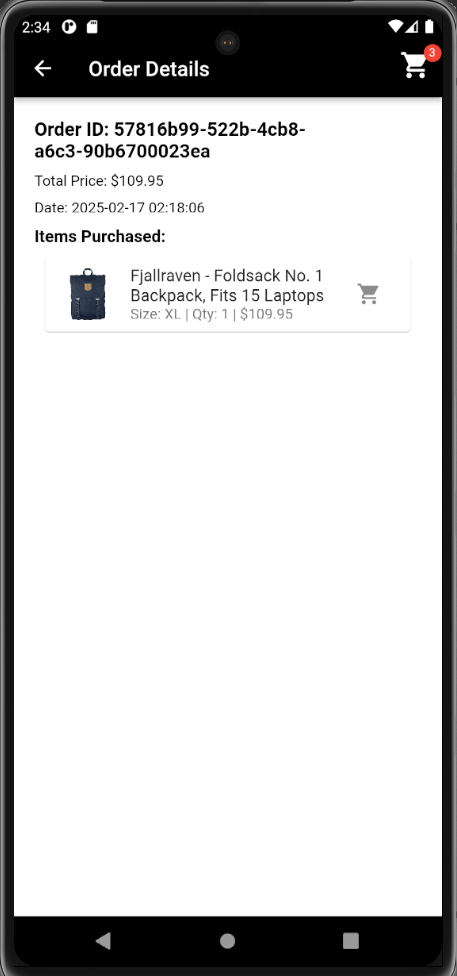 2:34
Order Details
3
Order ID: 57816b99-522b-4cb8-
a6c3-90b6700023ea
Total Price: $109.95
Date: 2025-02-17 02:18:06
Items Purchased:
Fjallraven - Foldsack No. 1
Backpack, Fits 15 Laptops
Size: XL | Qty: 1 | $109.95